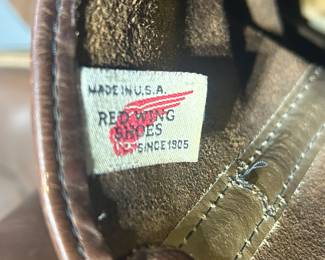 MADE IN U.S.A.
RED WING
SHOES
SINCE 1905